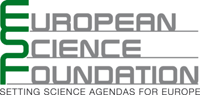 EUROPEAN
SCIENCE
FOUNDATION
SETTING SCIENCE AGENDAS FOR EUROPE